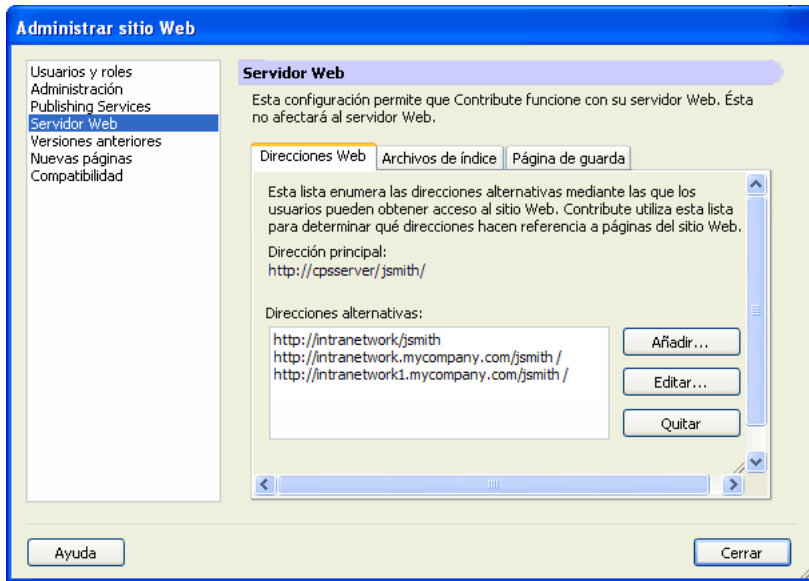 Administrar sitio Web
Usuarios y roles
Administración
Publishing Services
Servidor Web
Versiones anteriores
Nuevas páginas
Compatibilidad
Servidor Web
Esta configuración permite que Contribute funcione con su servidor Web. Ésta
no afectará al servidor Web.
Direcciones Web
Archivos de índice
Página de guarda
Esta lista enumera las direcciones alternativas mediante las que los
usuarios pueden obtener acceso al sitio Web. Contribute utiliza esta lista
para determinar qué direcciones hacen referencia a páginas del sitio Web.
Dirección principal:
http://cpsserver/jsmith/
Direcciones alternativas:
http://intranetwork/jsmith
http://intranetwork.mycompany.com/jsmith /
http://intranetwork1.mycompany.com/jsmith /
Añadir...
Editar...
Quitar
Ayuda
Cerrar